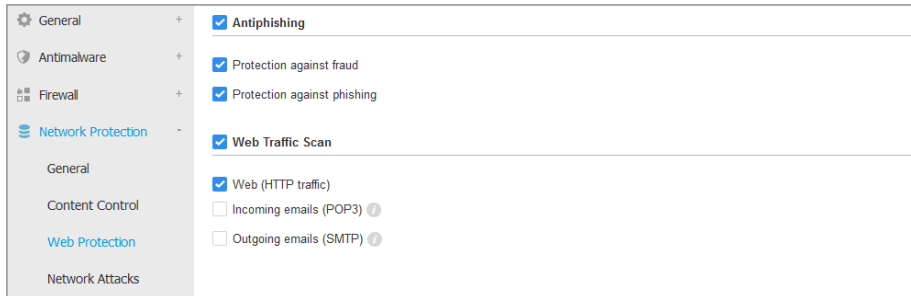 General +
Antimalware +
Firewall +
Network Protection -
General
Content Control
Web Protection
Network Attacks
Antiphishing
Protection against fraud
Protection against phishing
Web Traffic Scan
Web (HTTP traffic)
Incoming emails (POP3) i
Outgoing emails (SMTP) i